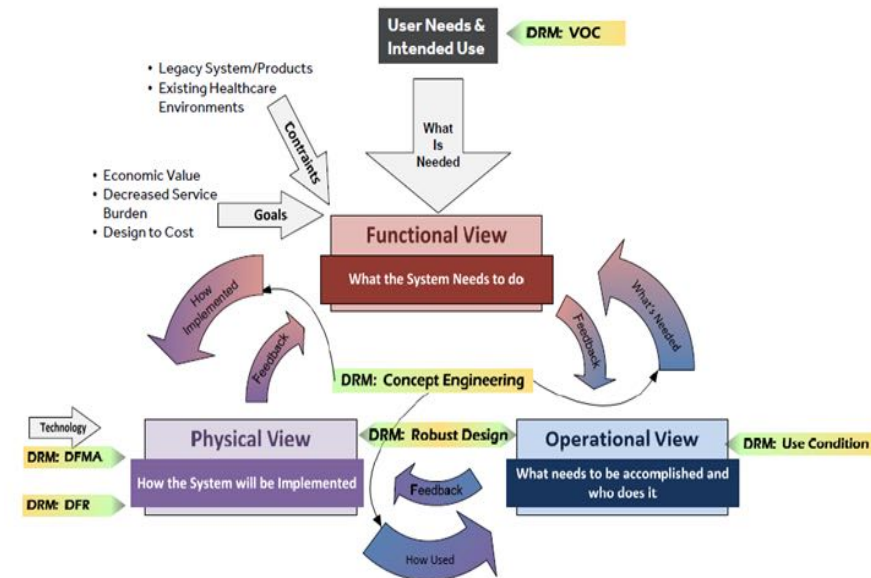 User Needs &
Intended Use
DRM: VOC
• Legacy System/Products
• Existing Healthcare
Environments
Contraints
What
Is
Needed
• Economic Value
• Decreased Service
Burden
• Design to Cost
Goals
Functional View
What the System Needs to do
How
Implemented
Feedback
Feedback
What's Needed
DRM: Concept Engineering
Technology
DRM: DFMA
DRM: DFR
Physical View
How the System will be Implemented
DRM: Robust Design
Operational View
What needs to be accomplished and
who does it
DRM: Use Condition
Feedback
How Used